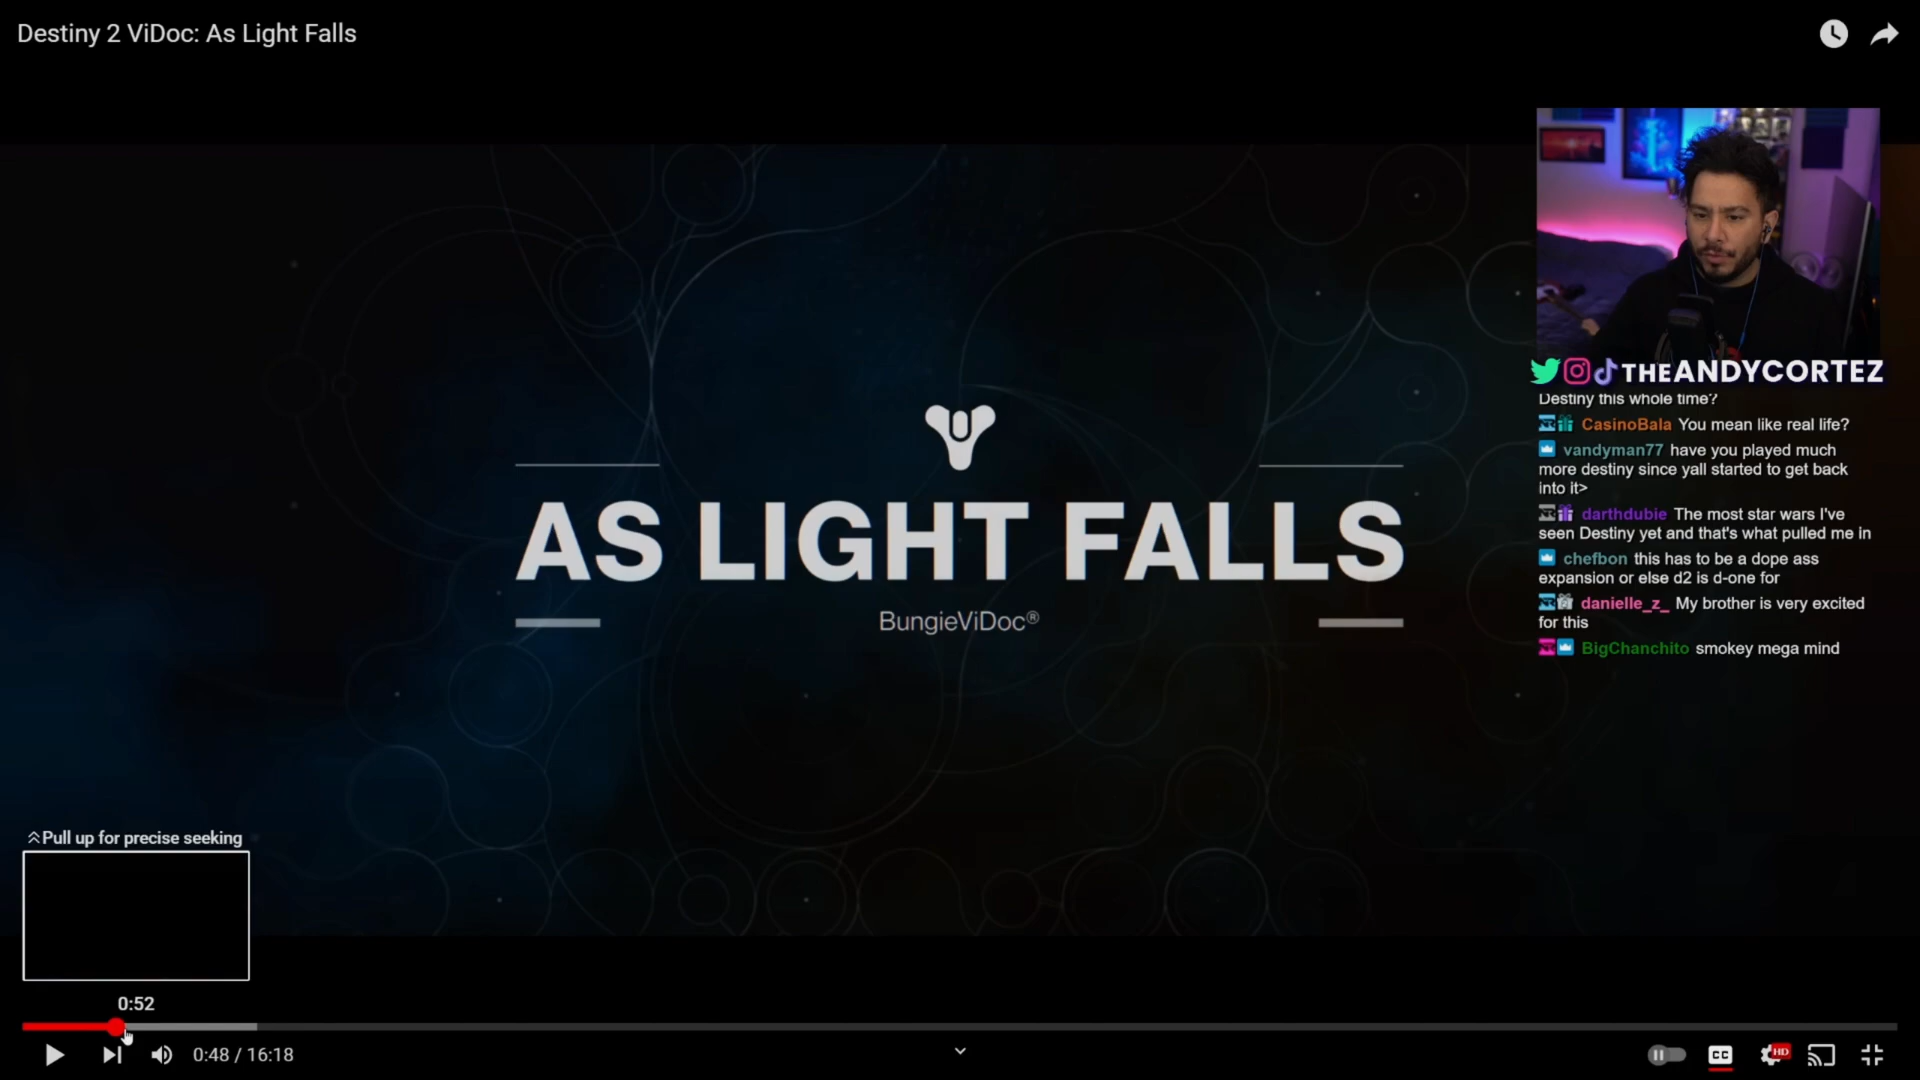 Destiny 2 ViDoc: As Light Falls
THEANDYCORTEZ
Destiny this whole time?
CasinoBala You mean like real life?
vandyman77 have you played much
more destiny since yall started to get back
into it>
darthdubie The most star wars I've
seen Destiny yet and that's what pulled me in
chefbon this has to be a dope ass
expansion or else d2 is d-one for
danielle_z_ My brother is very excited
for this
BigChanchito smokey mega mind
AS LIGHT FALLS
BungieViDoc®
Pull up for precise seeking
0:52
0:48 / 16:18
CC
HD